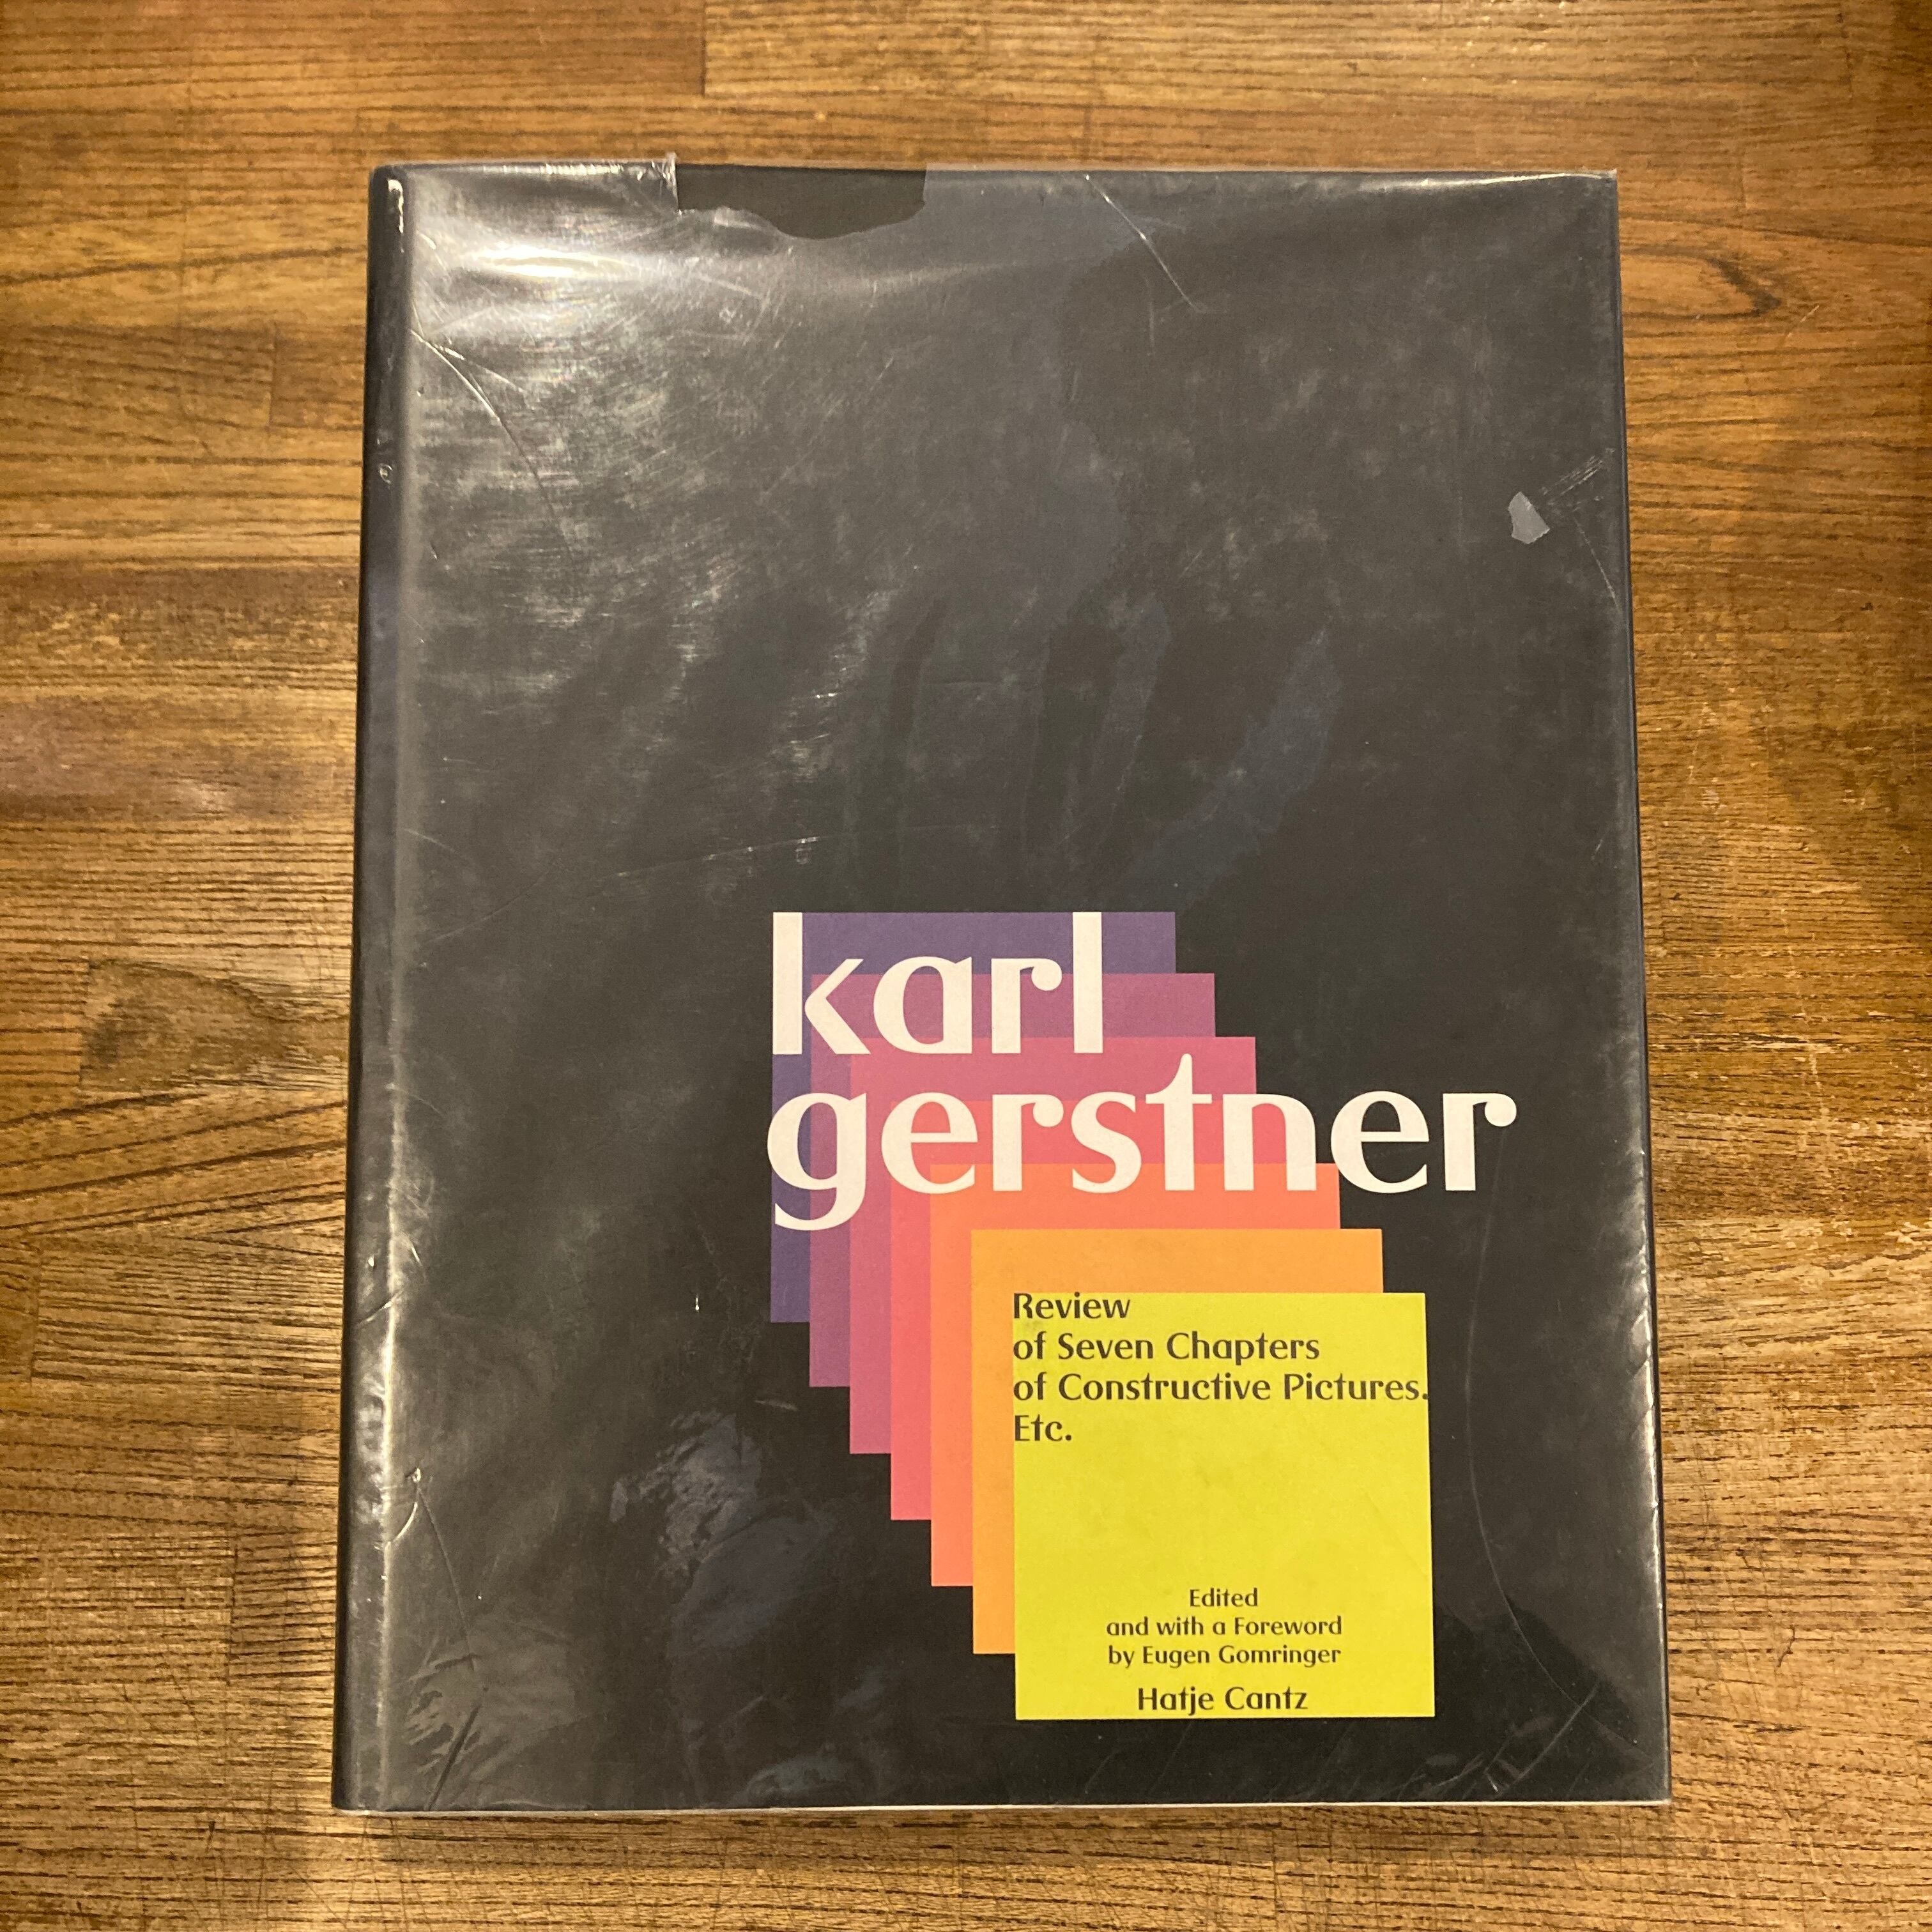 karl
gerstner
Review
of Seven Chapters
of Constructive Pictures.
Etc.
Edited
and with a Foreword
by Eugen Gomringer
Hatje Cantz